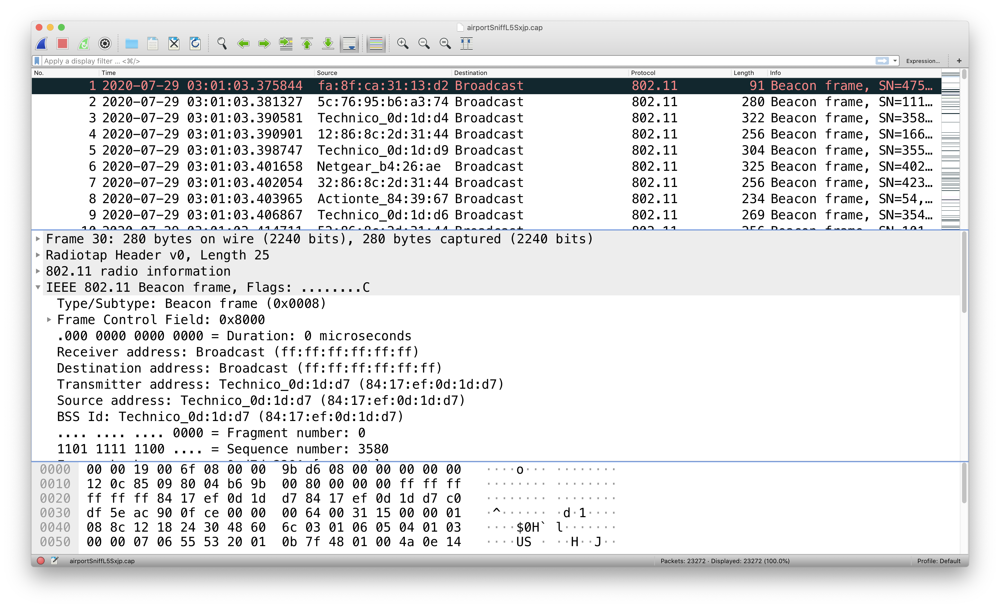 airportSniffL5Sxjp.cap
Apply a display filter ... <⌘/>
Expression...
+
No. Time Source Destination Protocol Length Info
1 2020-07-29 03:01:03.375844 fa:8f:ca:31:13:d2 Broadcast 802.11 91 Beacon frame, SN=475…
2 2020-07-29 03:01:03.381327 5c:76:95:b6:a3:74 Broadcast 802.11 280 Beacon frame, SN=111…
3 2020-07-29 03:01:03.390581 Technico_0d:1d:d4 Broadcast 802.11 322 Beacon frame, SN=358…
4 2020-07-29 03:01:03.390901 12:86:8c:2d:31:44 Broadcast 802.11 256 Beacon frame, SN=166…
5 2020-07-29 03:01:03.398747 Technico_0d:1d:d9 Broadcast 802.11 304 Beacon frame, SN=355…
6 2020-07-29 03:01:03.401658 Netgear_b4:26:ae Broadcast 802.11 325 Beacon frame, SN=402…
7 2020-07-29 03:01:03.402054 32:86:8c:2d:31:44 Broadcast 802.11 256 Beacon frame, SN=423…
8 2020-07-29 03:01:03.403965 Actionte_84:39:67 Broadcast 802.11 234 Beacon frame, SN=54,…
9 2020-07-29 03:01:03.406867 Technico_0d:1d:d6 Broadcast 802.11 269 Beacon frame, SN=354…
Frame 30: 280 bytes on wire (2240 bits), 280 bytes captured (2240 bits)
Radiotap Header v0, Length 25
802.11 radio information
IEEE 802.11 Beacon frame, Flags: ........C
Type/Subtype: Beacon frame (0x0008)
Frame Control Field: 0x8000
.000 0000 0000 0000 = Duration: 0 microseconds
Receiver address: Broadcast (ff:ff:ff:ff:ff:ff)
Destination address: Broadcast (ff:ff:ff:ff:ff:ff)
Transmitter address: Technico_0d:1d:d7 (84:17:ef:0d:1d:d7)
Source address: Technico_0d:1d:d7 (84:17:ef:0d:1d:d7)
BSS Id: Technico_0d:1d:d7 (84:17:ef:0d:1d:d7)
.... .... .... 0000 = Fragment number: 0
1101 1111 1100 .... = Sequence number: 3580
0000 00 00 19 00 6f 08 00 00 9b d6 08 00 00 00 00 00 ····o··· ········
0010 12 0c 85 09 80 04 b6 9b 00 80 00 00 00 ff ff ff ········ ········
0020 ff ff ff 84 17 ef 0d 1d d7 84 17 ef 0d 1d d7 c0 ········ ········
0030 df 5e ac 90 0f ce 00 00 00 64 00 31 15 00 00 01 ·^······ ·d·1····
0040 08 8c 12 18 24 30 48 60 6c 03 01 06 05 04 01 03 ····$0H` l·······
0050 00 00 07 06 55 53 20 01 0b 7f 48 01 00 4a 0e 14 ····US · ··H··J··
airportSniffL5Sxjp.cap
Packets: 23272 · Displayed: 23272 (100.0%)
Profile: Default